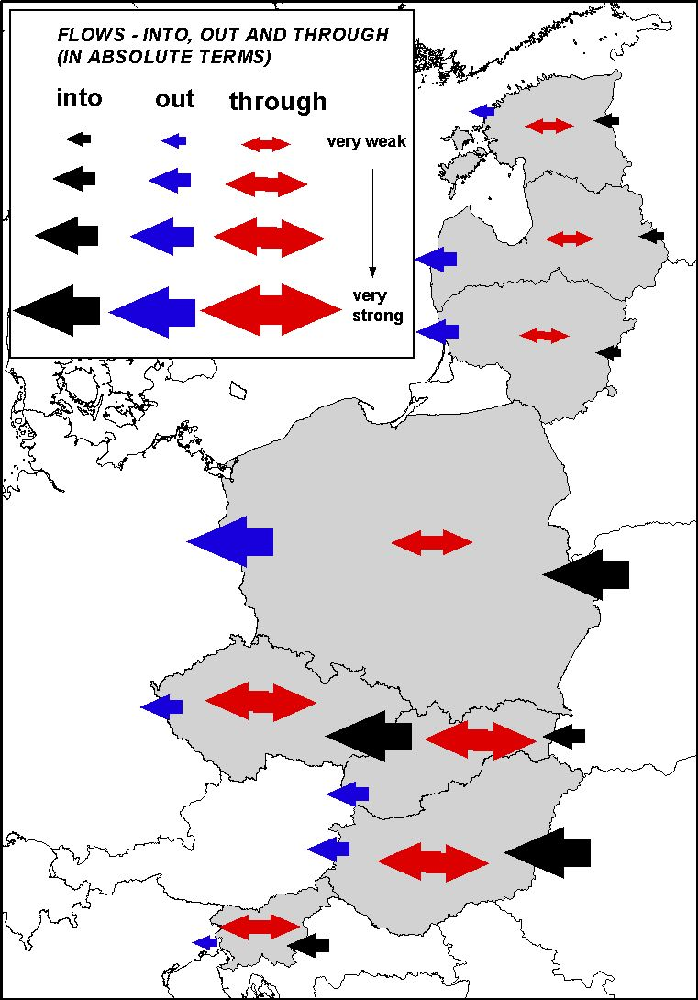 FLOWS - INTO, OUT AND THROUGH
(IN ABSOLUTE TERMS)
into out through
very weak
very
strong